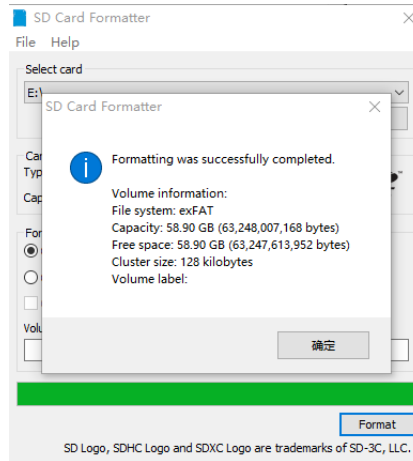 SD Card Formatter
File Help
Select card
E:\
SD Card Formatter
Formatting was successfully completed.
Volume information:
File system: exFAT
Capacity: 58.90 GB (63,248,007,168 bytes)
Free space: 58.90 GB (63,247,613,952 bytes)
Cluster size: 128 kilobytes
Volume label:
确定
Format
SD Logo, SDHC Logo and SDXC Logo are trademarks of SD-3C, LLC.